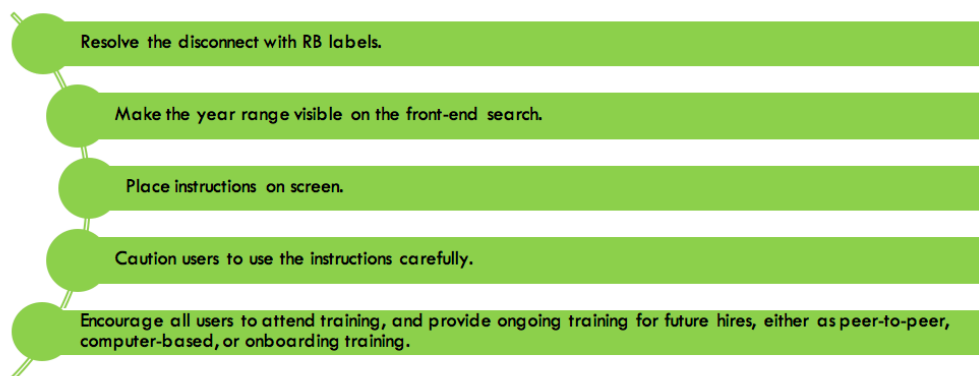 Resolve the disconnect with RB labels.
Make the year range visible on the front-end search.
Place instructions on screen.
Caution users to use the instructions carefully.
Encourage all users to attend training, and provide ongoing training for future hires, either as peer-to-peer,
computer-based, or onboarding training.